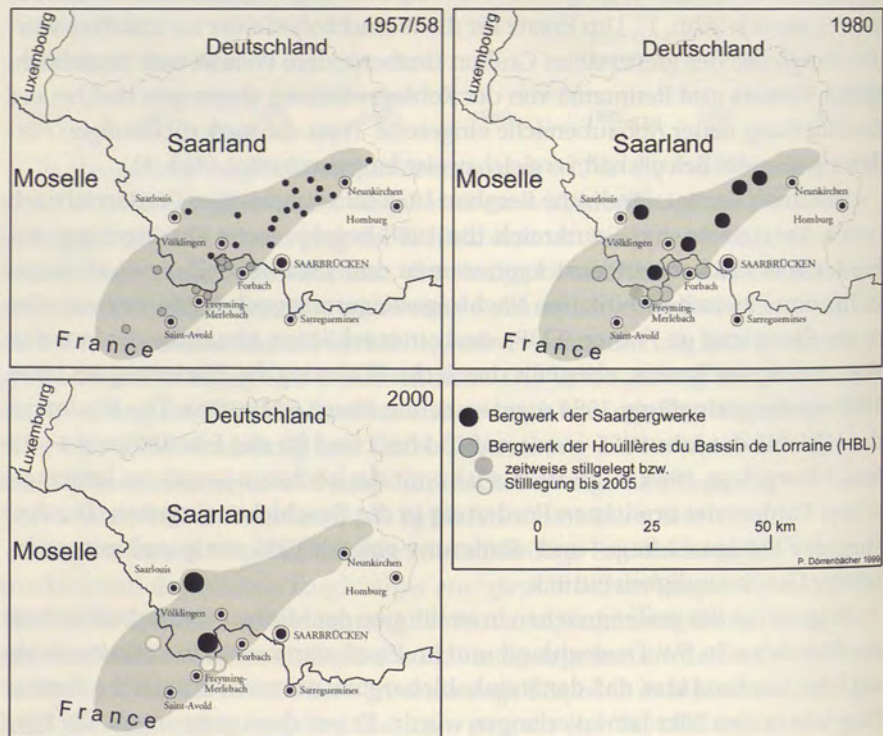 1957/58
Deutschland
Luxembourg
Saarland
Moselle
Saarlouis
Neunkirchen
Homburg
Völklingen
SAARBRÜCKEN
Forbach
Freyming-
Merlebach
Saint-Avold
Sarreguemines
France
1980
Deutschland
Luxembourg
Saarland
Moselle
Saarlouis
Neunkirchen
Homburg
Völklingen
SAARBRÜCKEN
Forbach
Freyming-
Merlebach
Saint-Avold
Sarreguemines
France
2000
Deutschland
Luxembourg
Saarland
Moselle
Saarlouis
Neunkirchen
Homburg
Völklingen
SAARBRÜCKEN
Forbach
Freyming-
Merlebach
Saint-Avold
Sarreguemines
France
Bergwerk der Saarbergwerke
Bergwerk der Houillères du Bassin de Lorraine (HBL)
zeitweise stillgelegt bzw.
Stilllegung bis 2005
0 25 50 km
P. Dörrenbächer 1999